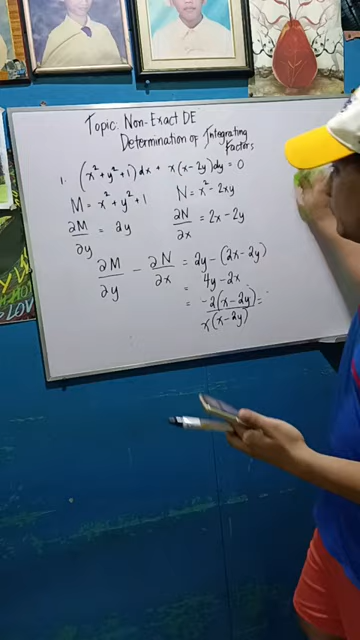 Topic: Non-Exact DE
Determination of Integrating Factors
1. (x² + y² + 1) dx + x(x - 2y)dy = 0
M = x² + y² + 1 N = x² - 2xy
∂M/∂y = 2y ∂N/∂x = 2x - 2y
∂M/∂y - ∂N/∂x = 2y - (2x - 2y)
= 4y - 2x
= -2(x - 2y)/x(x - 2y) =